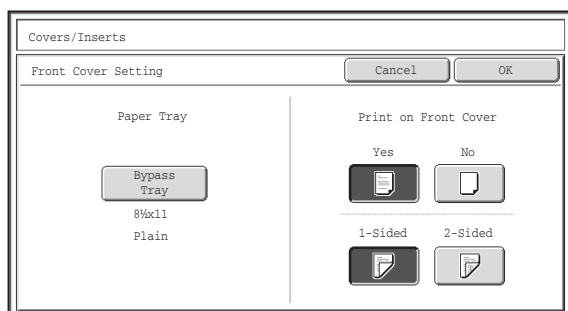 Covers/Inserts
Front Cover Setting
Cancel
OK
Paper Tray
Bypass
Tray
8½x11
Plain
Print on Front Cover
Yes
No
1-Sided
2-Sided